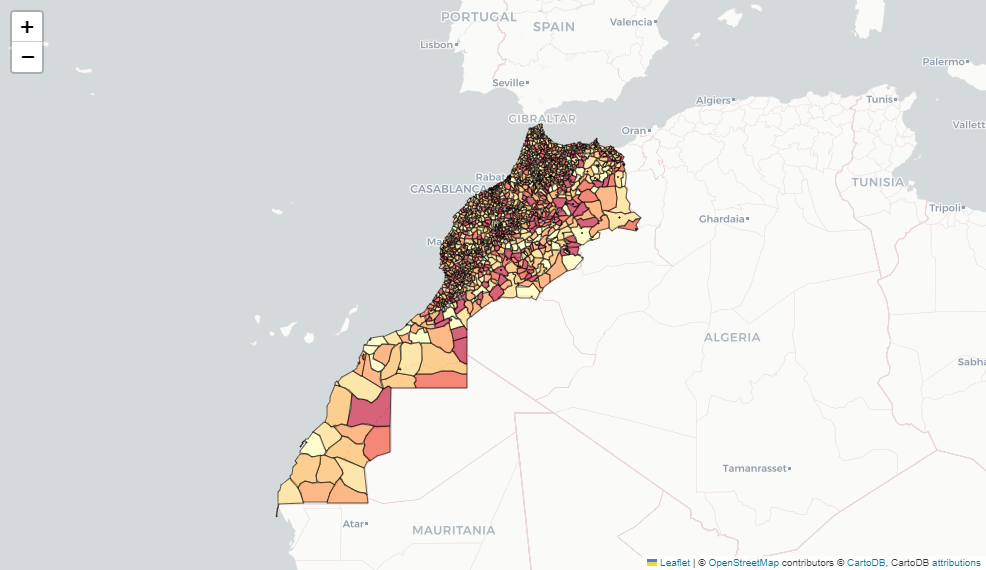 +
−
PORTUGAL
SPAIN
Valencia
Lisbon
Palermo
Seville
Algiers
Tunis
GIBRALTAR
Vallett
Oran
Rabat
TUNISIA
CASABLANCA
Tripoli
Ghardaia
Ma
ALGERIA
Sabha
Tamanrasset
Atar
MAURITANIA
Leaflet | © OpenStreetMap contributors © CartoDB, CartoDB attributions